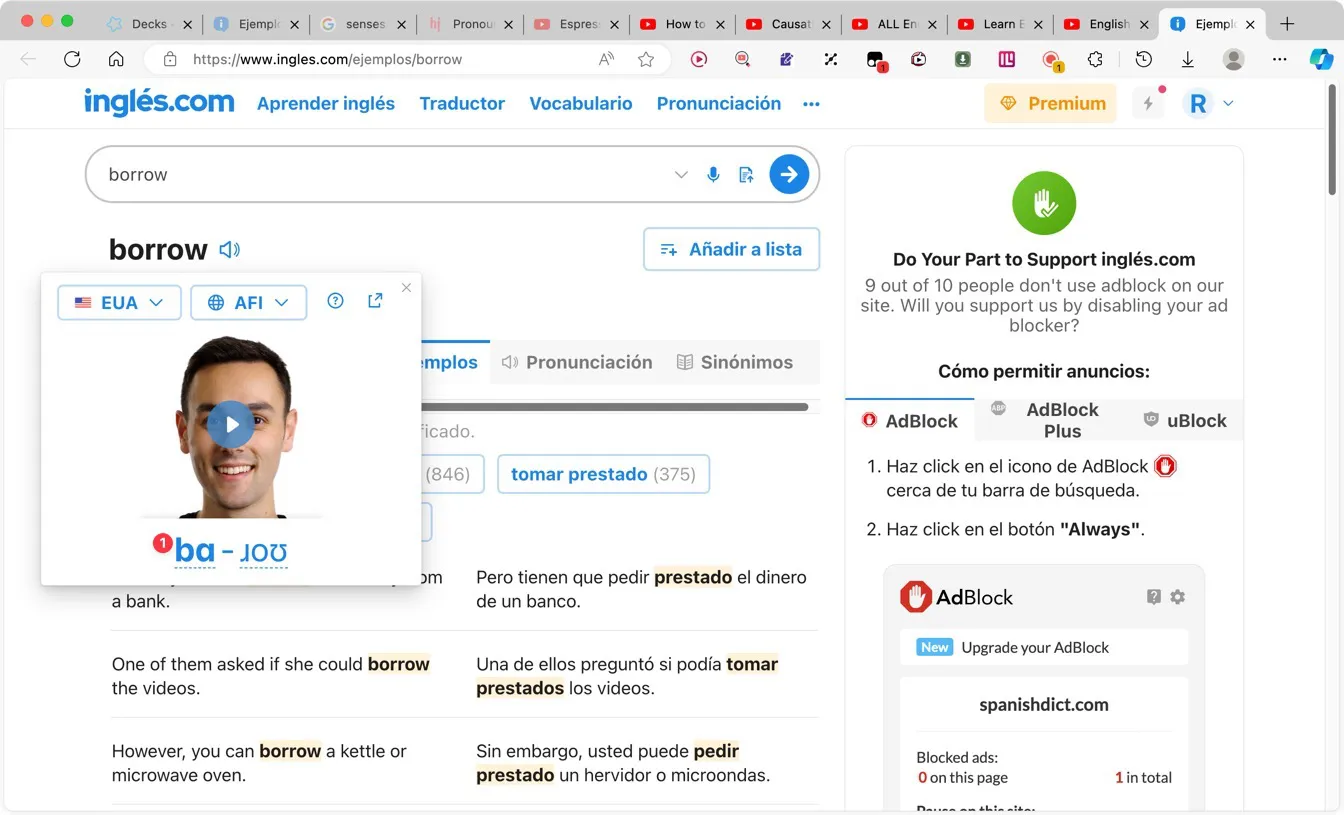 Decks
Ejemplo
senses
Pronou
Espres
How to
Causat
ALL En
Learn E
English
Ejemplo
https://www.ingles.com/ejemplos/borrow
1
1
inglés.com
Aprender inglés
Traductor
Vocabulario
Pronunciación
Premium
R
borrow
borrow
Añadir a lista
EUA
AFI
1
ba - ɹoʊ
emplos
Pronunciación
Sinónimos
ficado.
(846)
tomar prestado (375)
om
a bank.
Pero tienen que pedir prestado el dinero
de un banco.
One of them asked if she could borrow
the videos.
Una de ellos preguntó si podía tomar
prestados los videos.
However, you can borrow a kettle or
microwave oven.
Sin embargo, usted puede pedir
prestado un hervidor o microondas.
Do Your Part to Support inglés.com
9 out of 10 people don't use adblock on our
site. Will you support us by disabling your ad
blocker?
Cómo permitir anuncios:
AdBlock
ABP
AdBlock
Plus
uBlock
1. Haz click en el icono de AdBlock
cerca de tu barra de búsqueda.
2. Haz click en el botón "Always".
AdBlock
New Upgrade your AdBlock
spanishdict.com
Blocked ads:
0 on this page
1 in total
Pause on this site: